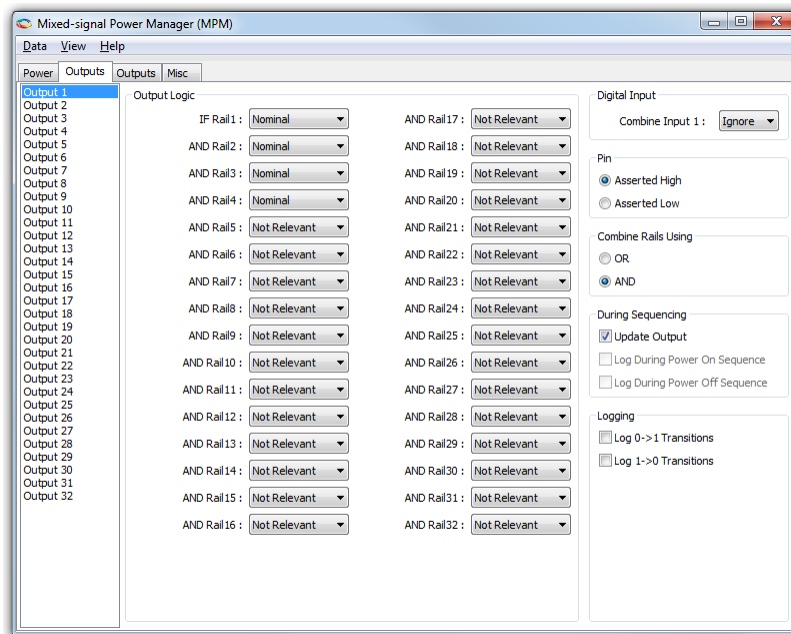 Mixed-signal Power Manager (MPM)
Data View Help
Power Outputs Outputs Misc
Output 1
Output 2
Output 3
Output 4
Output 5
Output 6
Output 7
Output 8
Output 9
Output 10
Output 11
Output 12
Output 13
Output 14
Output 15
Output 16
Output 17
Output 18
Output 19
Output 20
Output 21
Output 22
Output 23
Output 24
Output 25
Output 26
Output 27
Output 28
Output 29
Output 30
Output 31
Output 32
Output Logic
IF Rail1 : Nominal
AND Rail2 : Nominal
AND Rail3 : Nominal
AND Rail4 : Nominal
AND Rail5 : Not Relevant
AND Rail6 : Not Relevant
AND Rail7 : Not Relevant
AND Rail8 : Not Relevant
AND Rail9 : Not Relevant
AND Rail10 : Not Relevant
AND Rail11 : Not Relevant
AND Rail12 : Not Relevant
AND Rail13 : Not Relevant
AND Rail14 : Not Relevant
AND Rail15 : Not Relevant
AND Rail16 : Not Relevant
AND Rail17 : Not Relevant
AND Rail18 : Not Relevant
AND Rail19 : Not Relevant
AND Rail20 : Not Relevant
AND Rail21 : Not Relevant
AND Rail22 : Not Relevant
AND Rail23 : Not Relevant
AND Rail24 : Not Relevant
AND Rail25 : Not Relevant
AND Rail26 : Not Relevant
AND Rail27 : Not Relevant
AND Rail28 : Not Relevant
AND Rail29 : Not Relevant
AND Rail30 : Not Relevant
AND Rail31 : Not Relevant
AND Rail32 : Not Relevant
Digital Input
Combine Input 1 : Ignore
Pin
Asserted High
Asserted Low
Combine Rails Using
OR
AND
During Sequencing
Update Output
Log During Power On Sequence
Log During Power Off Sequence
Logging
Log 0->1 Transitions
Log 1->0 Transitions